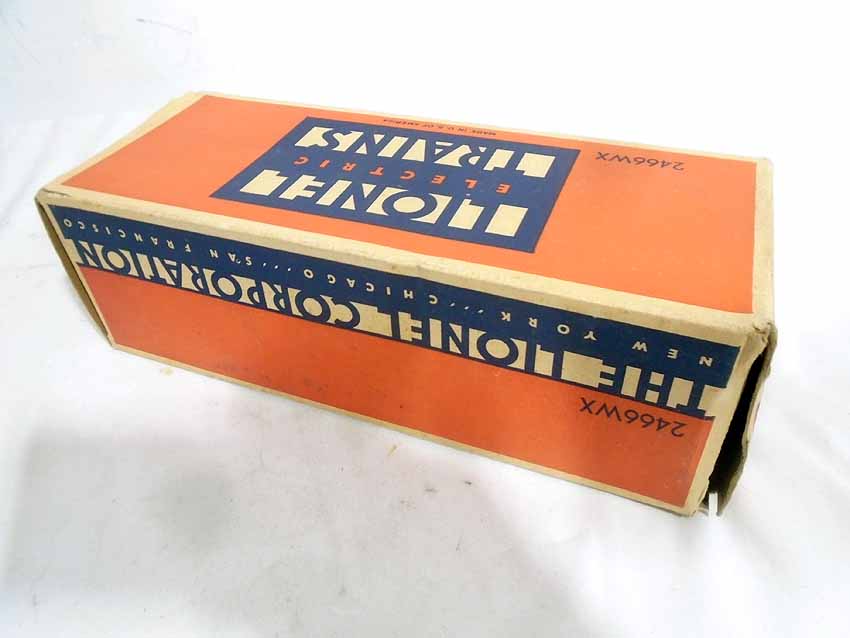 2466WX
LIONEL
ELECTRIC
TRAINS
MADE IN U.S. OF AMERICA
2466WX
THE LIONEL CORPORATION
NEW YORK ··· CHICAGO ··· SAN FRANCISCO